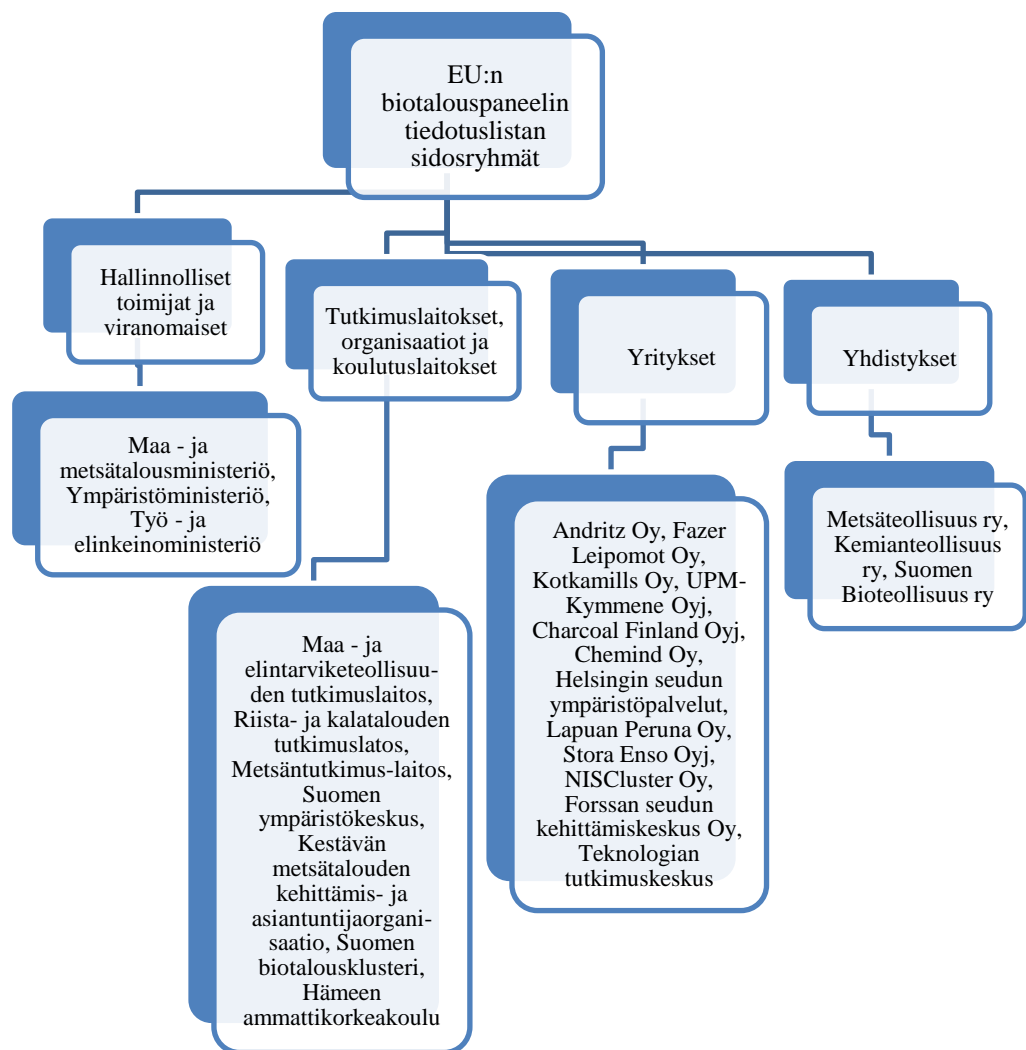 EU:n
biotalouspaneelin
tiedotuslistan
sidosryhmät
Hallinnolliset
toimijat ja
viranomaiset
Tutkimuslaitokset,
organisaatiot ja
koulutuslaitokset
Yritykset
Yhdistykset
Maa - ja
metsätalousministeriö,
Ympäristöministeriö,
Työ - ja
elinkeinoministeriö
Maa - ja
elintarviketeollisuu-
den tutkimuslaitos,
Riista- ja kalatalouden
tutkimuslatos,
Metsäntutkimus-laitos,
Suomen
ympäristökeskus,
Kestävän
metsätalouden
kehittämis- ja
asiantuntijaorgani-
saatio, Suomen
biotalousklusteri,
Hämeen
ammattikorkeakoulu
Andritz Oy, Fazer
Leipomot Oy,
Kotkamills Oy, UPM-
Kymmene Oyj,
Charcoal Finland Oyj,
Chemind Oy,
Helsingin seudun
ympäristöpalvelut,
Lapuan Peruna Oy,
Stora Enso Oyj,
NISCluster Oy,
Forssan seudun
kehittämiskeskus Oy,
Teknologian
tutkimuskeskus
Metsäteollisuus ry,
Kemianteollisuus
ry, Suomen
Bioteollisuus ry